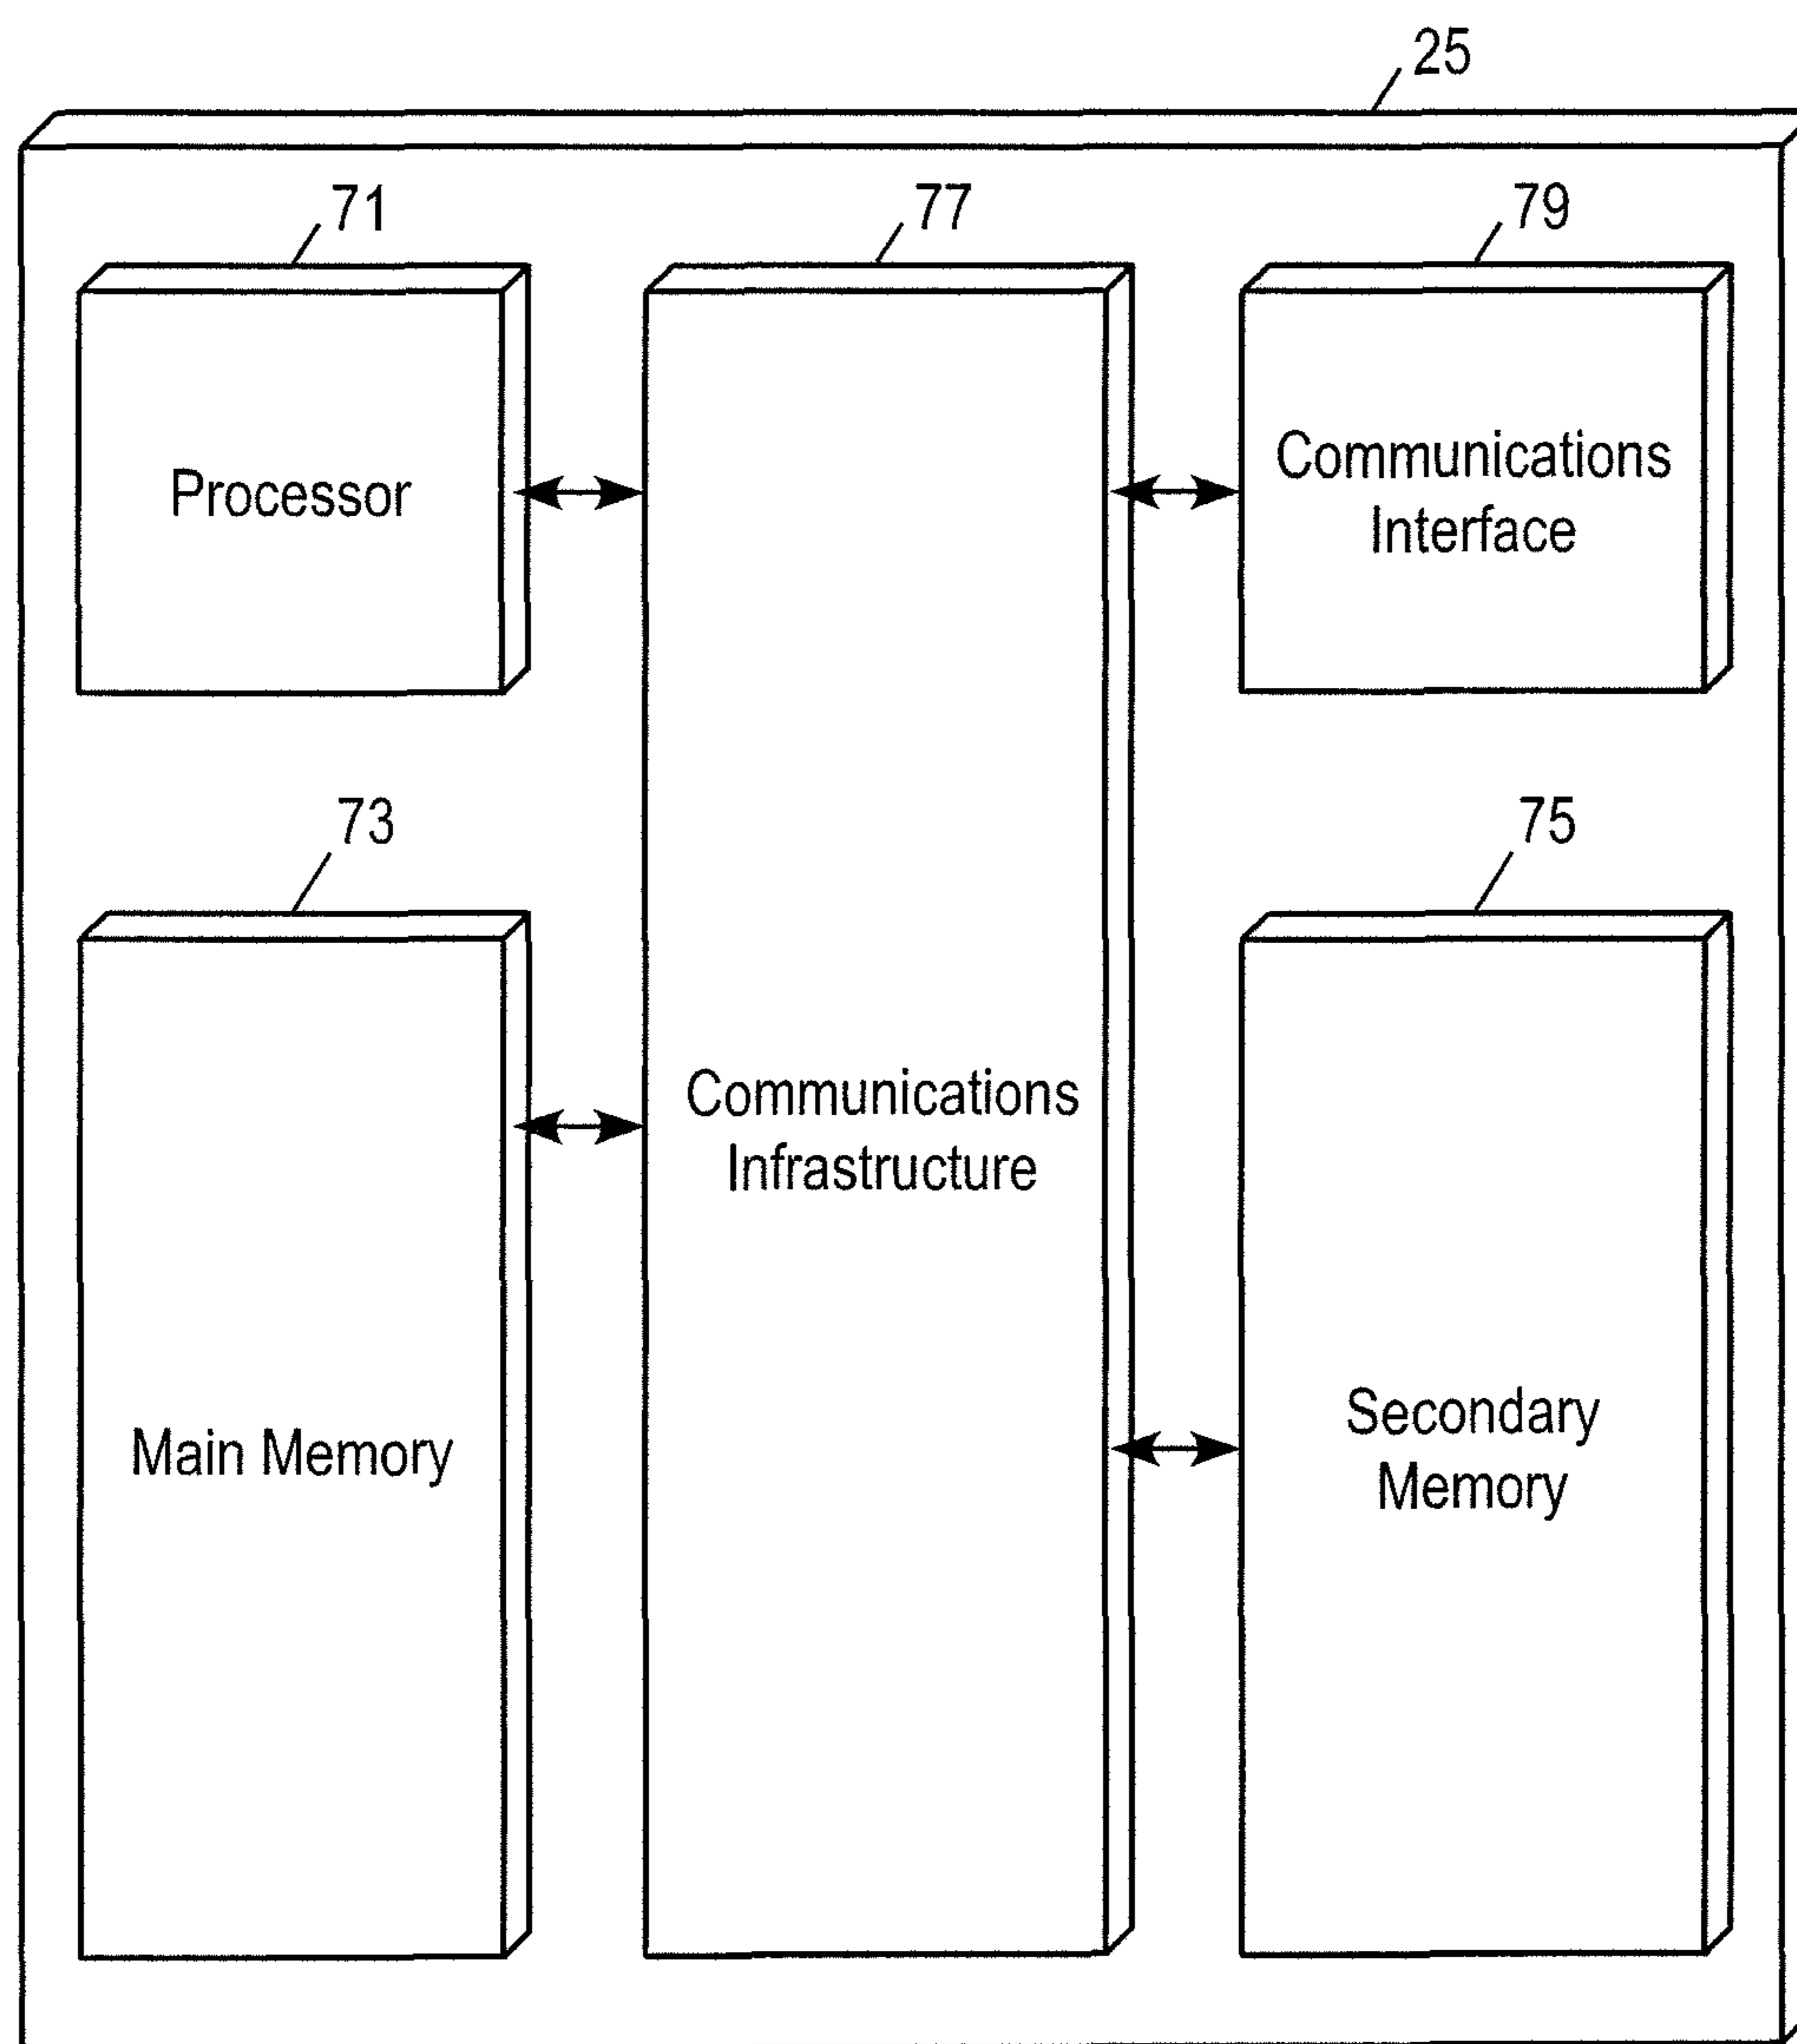 25
71
77
79
Processor
Communications
Interface
73
75
Communications
Infrastructure
Main Memory
Secondary
Memory